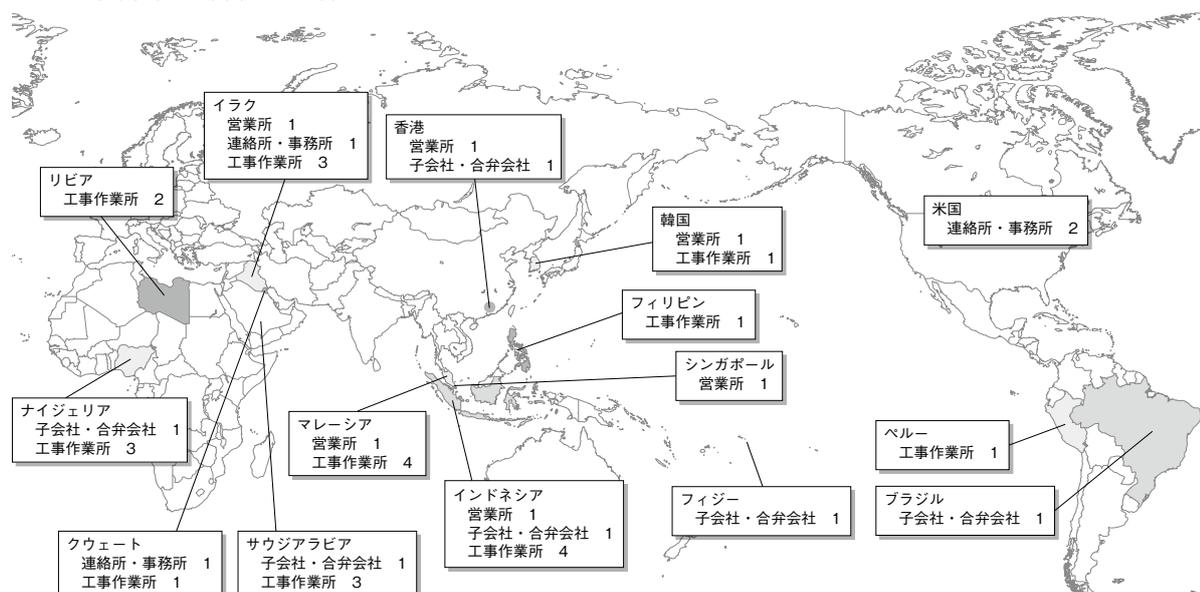 イラク
営業所 1
連絡所・事務所 1
工事作業所 3
香港
営業所 1
子会社・合弁会社 1
リビア
工事作業所 2
米国
連絡所・事務所 2
韓国
営業所 1
工事作業所 1
フィリピン
工事作業所 1
シンガポール
営業所 1
ナイジェリア
子会社・合弁会社 1
工事作業所 3
マレーシア
営業所 1
工事作業所 4
ペルー
工事作業所 1
インドネシア
営業所 1
子会社・合弁会社 1
工事作業所 4
フィジー
子会社・合弁会社 1
ブラジル
子会社・合弁会社 1
クウェート
連絡所・事務所 1
工事作業所 1
サウジアラビア
子会社・合弁会社 1
工事作業所 3